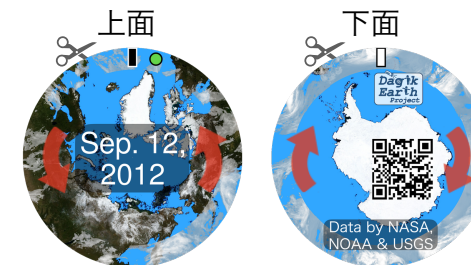 上面
下面
Sep. 12,
2012
Dagik
Earth
Project
Data by NASA,
NOAA & USGS